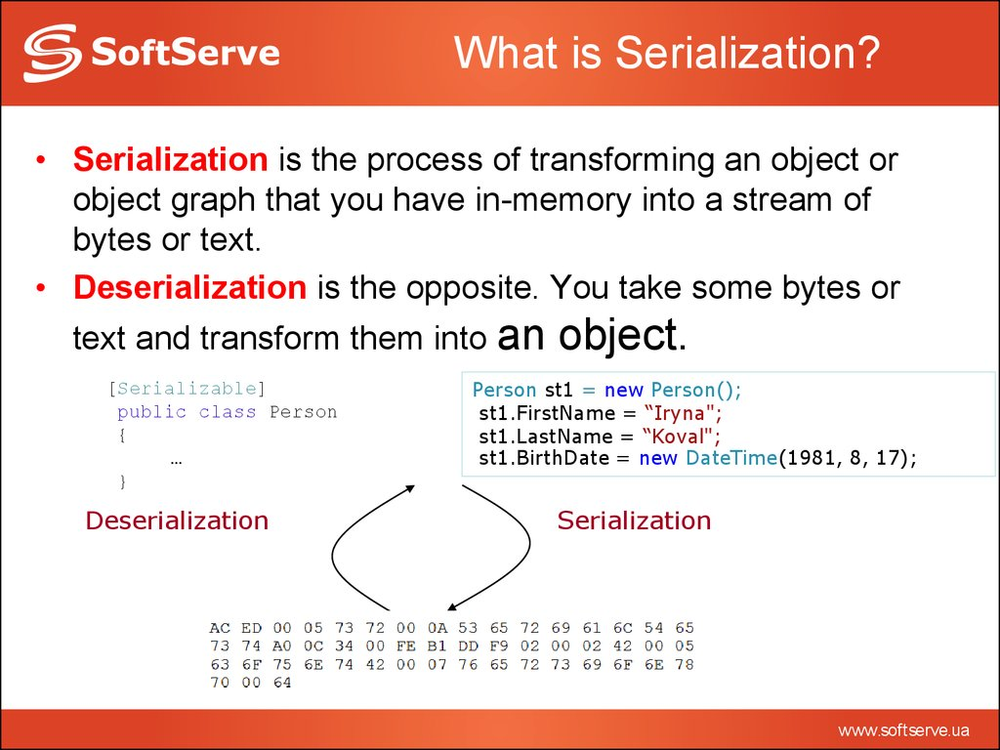 SoftServe
What is Serialization?
• Serialization is the process of transforming an object or
object graph that you have in-memory into a stream of
bytes or text.
• Deserialization is the opposite. You take some bytes or
text and transform them into an object.
[Serializable]
public class Person
{
…
}
Person st1 = new Person();
st1.FirstName = “Iryna";
st1.LastName = “Koval";
st1.BirthDate = new DateTime(1981, 8, 17);
Deserialization
Serialization
AC ED 00 05 73 72 00 0A 53 65 72 69 61 6C 54 65
73 74 A0 0C 34 00 FE B1 DD F9 02 00 02 42 00 05
63 6F 75 6E 74 42 00 07 76 65 72 73 69 6F 6E 78
70 00 64
www.softserve.ua